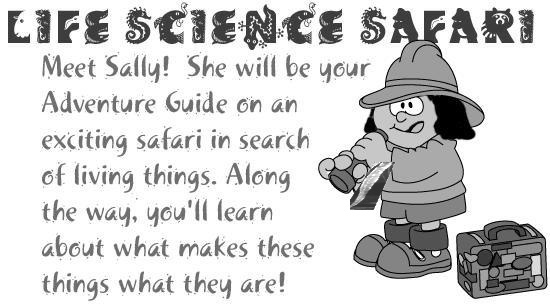 LIFE SCIENCE SAFARI
Meet Sally! She will be your
Adventure Guide on an
exciting safari in search
of living things. Along
the way, you'll learn
about what makes these
things what they are!